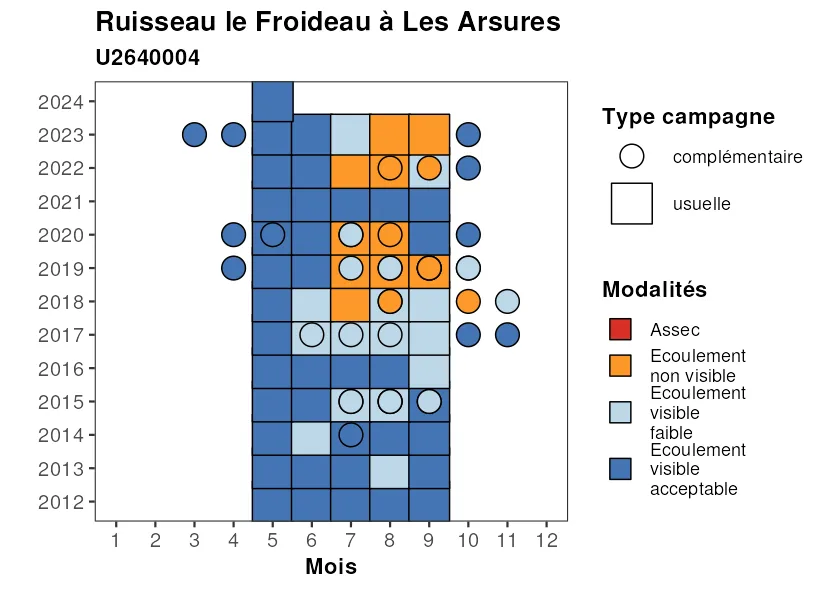 Ruisseau le Froideau à Les Arsures
U2640004
2024
2023
2022
2021
2020
2019
2018
2017
2016
2015
2014
2013
2012
1 2 3 4 5 6 7 8 9 10 11 12
Mois
Type campagne
complémentaire
usuelle
Modalités
Assec
Ecoulement
non visible
Ecoulement
visible
faible
Ecoulement
visible
acceptable